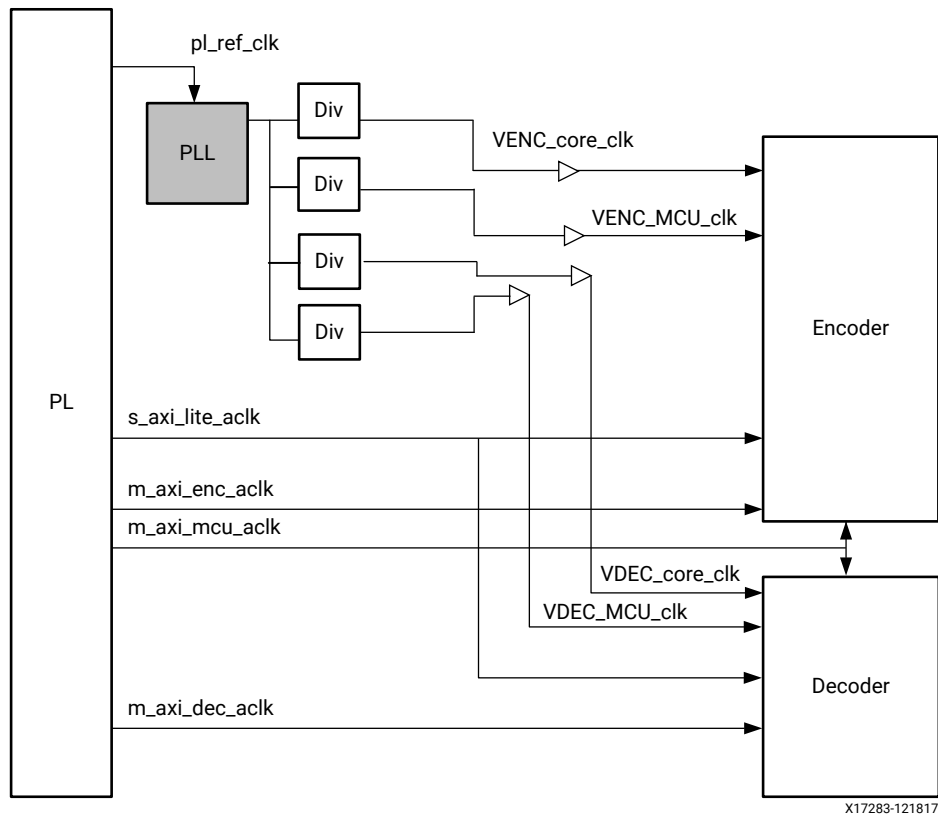 pl_ref_clk
Div
PLL
VENC_core_clk
Div
VENC_MCU_clk
Div
Div
Encoder
PL
s_axi_lite_aclk
m_axi_enc_aclk
m_axi_mcu_aclk
VDEC_core_clk
VDEC_MCU_clk
Decoder
m_axi_dec_aclk
X17283-121817